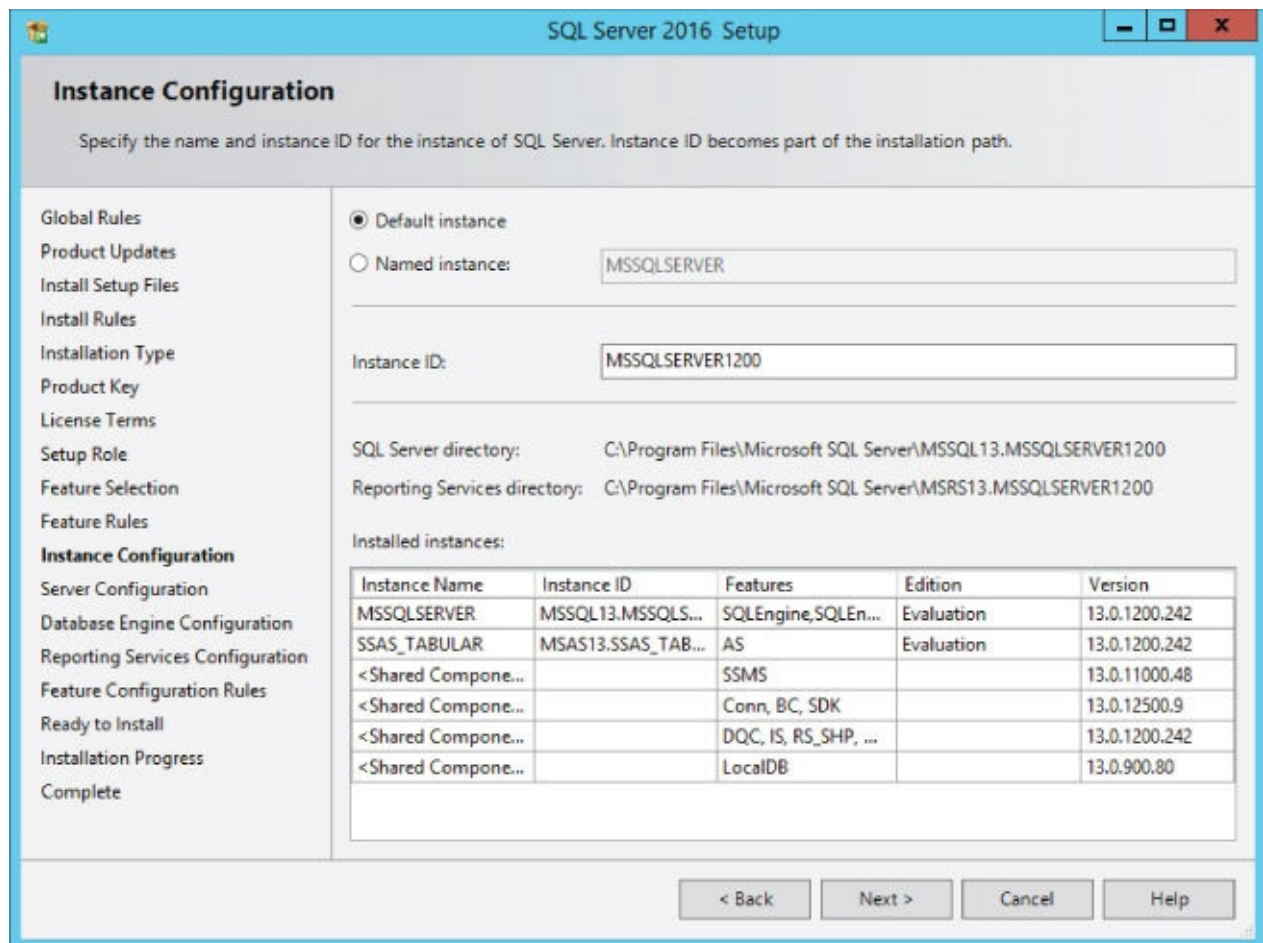 SQL Server 2016 Setup
Instance Configuration
Specify the name and instance ID for the instance of SQL Server. Instance ID becomes part of the installation path.
Global Rules
Product Updates
Install Setup Files
Install Rules
Installation Type
Product Key
License Terms
Setup Role
Feature Selection
Feature Rules
Instance Configuration
Server Configuration
Database Engine Configuration
Reporting Services Configuration
Feature Configuration Rules
Ready to Install
Installation Progress
Complete
Default instance
Named instance: MSSQLSERVER
Instance ID: MSSQLSERVER1200
SQL Server directory: C:\Program Files\Microsoft SQL Server\MSSQL13.MSSQLSERVER1200
Reporting Services directory: C:\Program Files\Microsoft SQL Server\MSRS13.MSSQLSERVER1200
Installed instances:
Instance Name Instance ID Features Edition Version
MSSQLSERVER MSSQL13.MSSQLS... SQLEngine,SQLEn... Evaluation 13.0.1200.242
SSAS_TABULAR MSAS13.SSAS_TAB... AS Evaluation 13.0.1200.242
<Shared Compone... SSMS 13.0.11000.48
<Shared Compone... Conn, BC, SDK 13.0.12500.9
<Shared Compone... DQC, IS, RS_SHP, ... 13.0.1200.242
<Shared Compone... LocalDB 13.0.900.80
< Back Next > Cancel Help